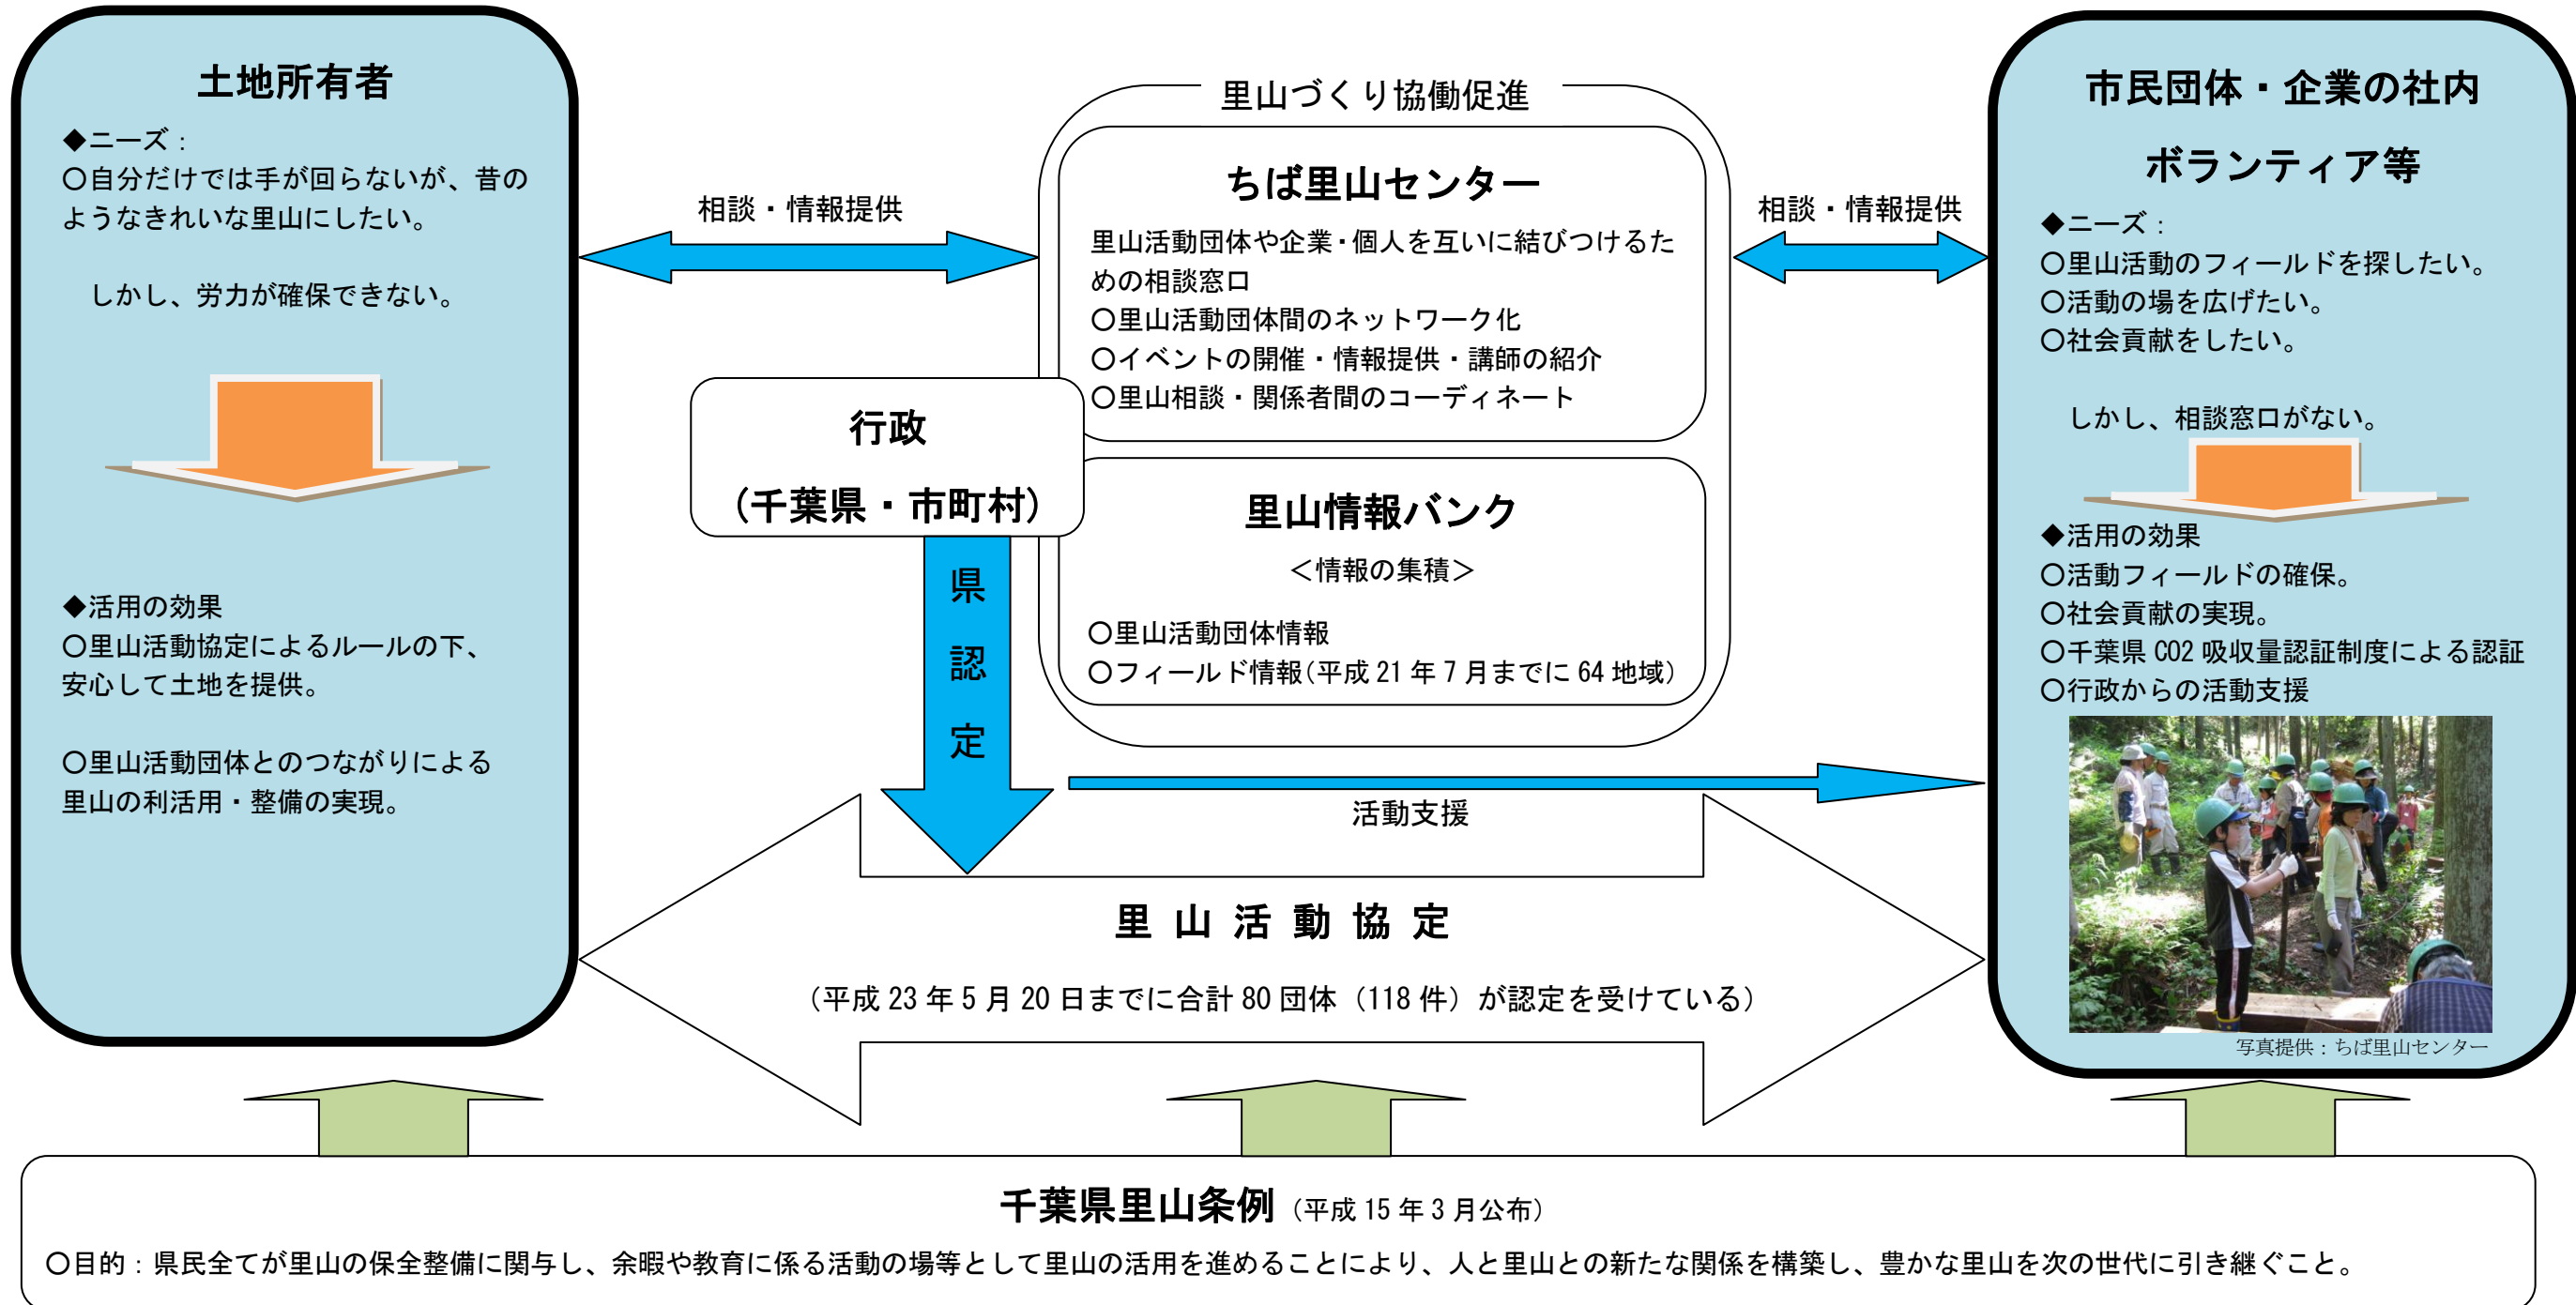 土地所有者
◆ニーズ：
○自分だけでは手が回らないが、昔の
ようなきれいな里山にしたい。
しかし、労力が確保できない。
◆活用の効果
○里山活動協定によるルールの下、
安心して土地を提供。
○里山活動団体とのつながりによる
里山の利活用・整備の実現。
相談・情報提供
里山づくり協働促進
ちば里山センター
里山活動団体や企業・個人を互いに結びつけるた
めの相談窓口
○里山活動団体間のネットワーク化
○イベントの開催・情報提供・講師の紹介
○里山相談・関係者間のコーディネート
行政
（千葉県・市町村）
里山情報バンク
＜情報の集積＞
○里山活動団体情報
○フィールド情報（平成 21 年 7 月までに 64 地域）
県認定
相談・情報提供
活動支援
里山活動協定
（平成 23 年 5 月 20 日までに合計 80 団体（118 件）が認定を受けている）
市民団体・企業の社内
ボランティア等
◆ニーズ：
○里山活動のフィールドを探したい。
○活動の場を広げたい。
○社会貢献をしたい。
しかし、相談窓口がない。
◆活用の効果
○活動フィールドの確保。
○社会貢献の実現。
○千葉県 CO2 吸収量認証制度による認証
○行政からの活動支援
写真提供：ちば里山センター
千葉県里山条例（平成 15 年 3 月公布）
○目的：県民全てが里山の保全整備に関与し、余暇や教育に係る活動の場等として里山の活用を進めることにより、人と里山との新たな関係を構築し、豊かな里山を次の世代に引き継ぐこと。